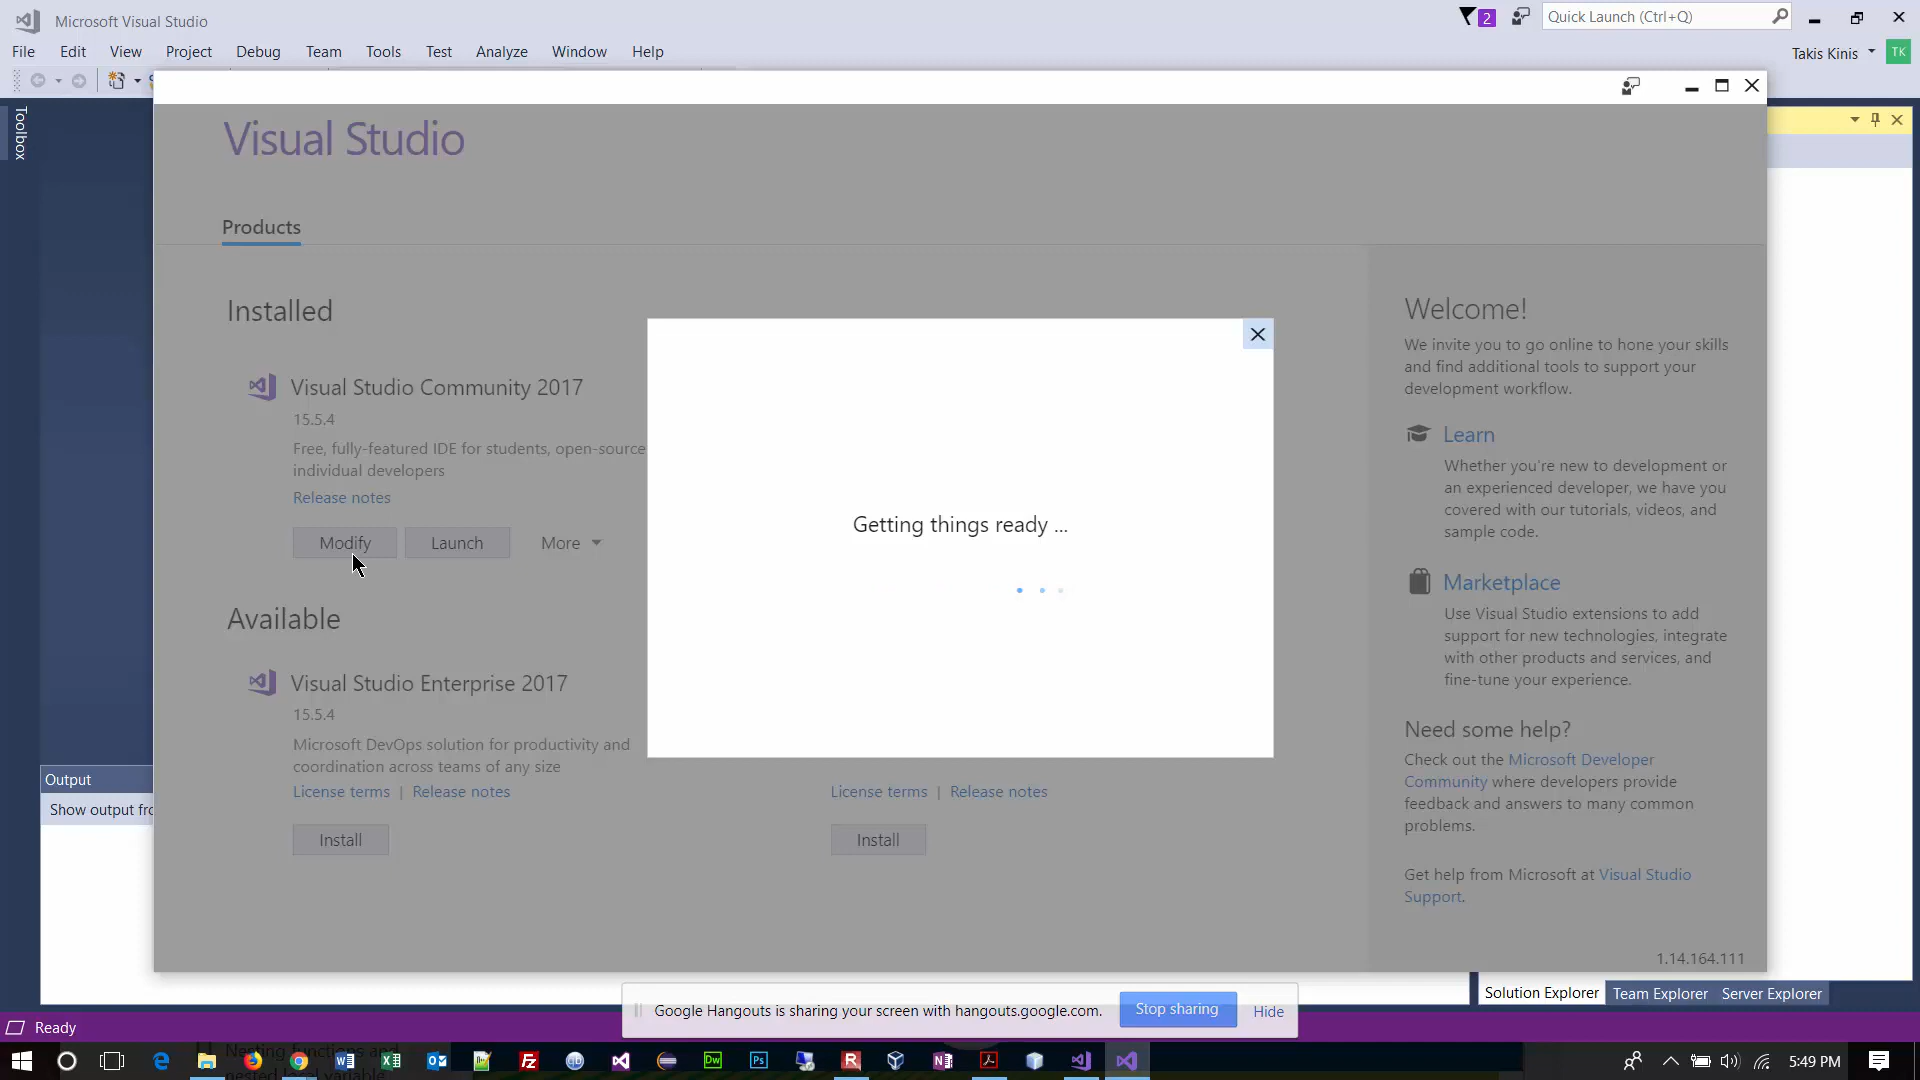 Microsoft Visual Studio
2
Quick Launch (Ctrl+Q)
File Edit View Project Debug Team Tools Test Analyze Window Help
Takis Kinis
TK
Toolbox
Visual Studio
Products
Installed
Visual Studio Community 2017
15.5.4
Free, fully-featured IDE for students, open-source
individual developers
Release notes
Modify Launch More
Available
Visual Studio Enterprise 2017
15.5.4
Microsoft DevOps solution for productivity and
coordination across teams of any size
License terms | Release notes
Install
License terms | Release notes
Install
Getting things ready ...
Welcome!
We invite you to go online to hone your skills
and find additional tools to support your
development workflow.
Learn
Whether you're new to development or
an experienced developer, we have you
covered with our tutorials, videos, and
sample code.
Marketplace
Use Visual Studio extensions to add
support for new technologies, integrate
with other products and services, and
fine-tune your experience.
Need some help?
Check out the Microsoft Developer
Community where developers provide
feedback and answers to many common
problems.
Get help from Microsoft at Visual Studio
Support.
1.14.164.111
Output
Show output fro
Solution Explorer Team Explorer Server Explorer
Google Hangouts is sharing your screen with hangouts.google.com. Stop sharing Hide
Ready
Nesting functions and
nested level variable
5:49 PM